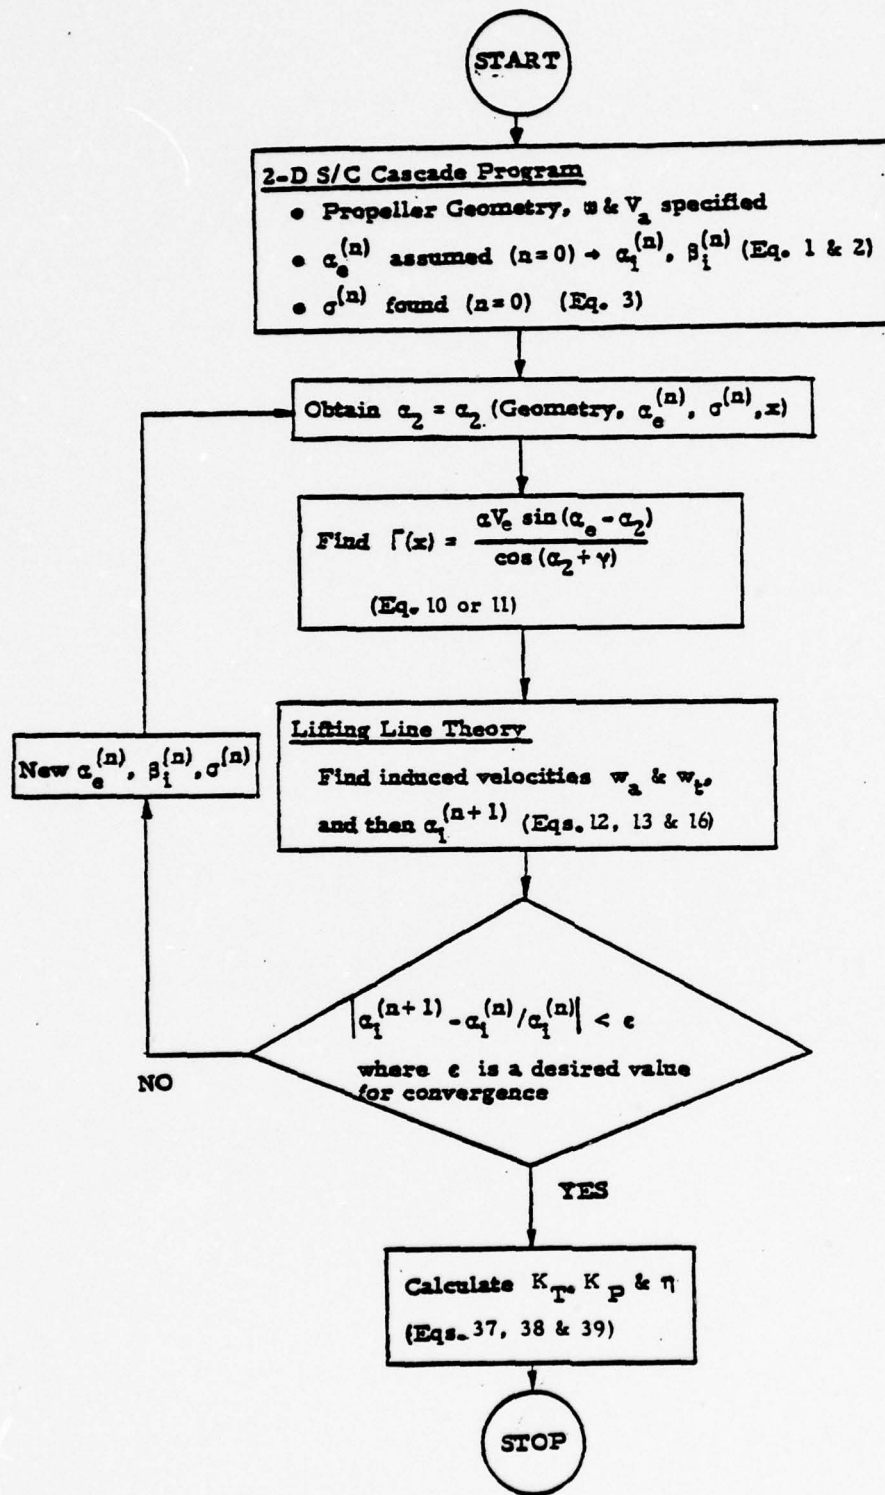 START
2-D S/C Cascade Program
• Propeller Geometry, ω & V_a specified
• α_e^(n) assumed (n=0) → α_i^(n), β_i^(n) (Eq. 1 & 2)
• σ^(n) found (n=0) (Eq. 3)
Obtain α_2 = α_2. (Geometry, α_e^(n), σ^(n), x)
Find Γ(x) = αV_e sin (α_e - α_2) / cos (α_2 + γ)
(Eq. 10 or 11)
Lifting Line Theory
Find induced velocities w_a & w_t,
and then α_i^(n+1) (Eqs. 12, 13 & 16)
New α_e^(n), β_i^(n), σ^(n)
|α_i^(n+1) - α_i^(n)/α_i^(n)| < ε
where ε is a desired value
for convergence
NO
YES
Calculate K_T, K_P & η
(Eqs. 37, 38 & 39)
STOP